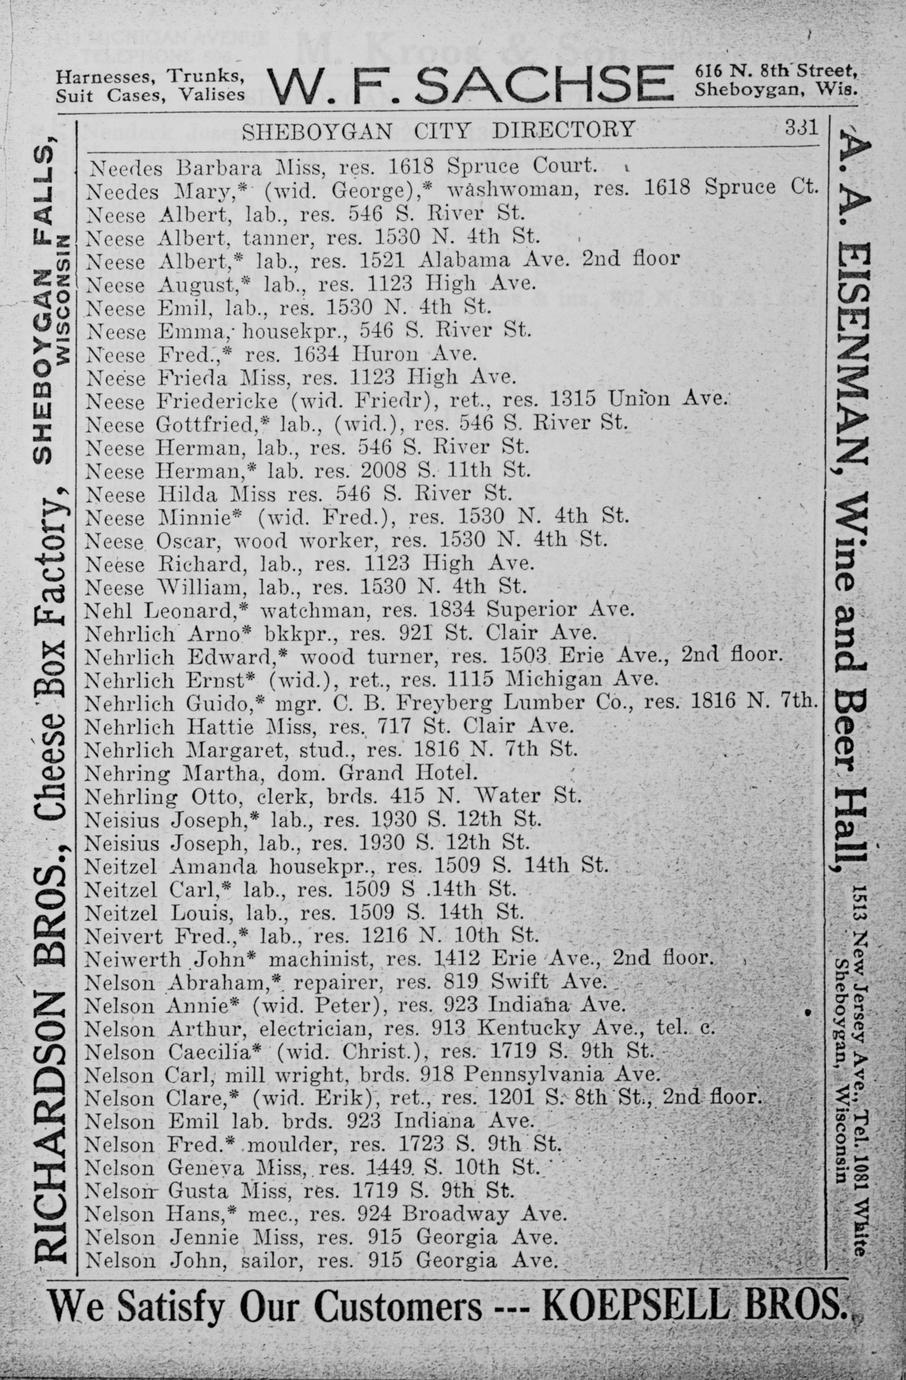 Harnesses, Trunks,
Suit Cases, Valises
W. F. SACHSE
616 N. 8th Street,
Sheboygan, Wis.
SHEBOYGAN CITY DIRECTORY 331
Needes Barbara Miss, res. 1618 Spruce Court.
Needes Mary,* (wid. George),* washwoman, res. 1618 Spruce Ct.
Neese Albert, lab., res. 546 S. River St.
Neese Albert, tanner, res. 1530 N. 4th St.
Neese Albert,* lab., res. 1521 Alabama Ave. 2nd floor
Neese August,* lab., res. 1123 High Ave.
Neese Emil, lab., res. 1530 N. 4th St.
Neese Emma, housekpr., 546 S. River St.
Neese Fred.,* res. 1634 Huron Ave.
Neese Frieda Miss, res. 1123 High Ave.
Neese Friedericke (wid. Friedr), ret., res. 1315 Union Ave.
Neese Gottfried,* lab., (wid.), res. 546 S. River St.
Neese Herman, lab., res. 546 S. River St.
Neese Herman,* lab. res. 2008 S. 11th St.
Neese Hilda Miss res. 546 S. River St.
Neese Minnie* (wid. Fred.), res. 1530 N. 4th St.
Neese Oscar, wood worker, res. 1530 N. 4th St.
Neese Richard, lab., res. 1123 High Ave.
Neese William, lab., res. 1530 N. 4th St.
Nehl Leonard,* watchman, res. 1834 Superior Ave.
Nehrlich Arno* bkkpr., res. 921 St. Clair Ave.
Nehrlich Edward,* wood turner, res. 1503 Erie Ave., 2nd floor.
Nehrlich Ernst* (wid.), ret., res. 1115 Michigan Ave.
Nehrlich Guido,* mgr. C. B. Freyberg Lumber Co., res. 1816 N. 7th.
Nehrlich Hattie Miss, res. 717 St. Clair Ave.
Nehrlich Margaret, stud., res. 1816 N. 7th St.
Nehring Martha, dom. Grand Hotel.
Nehrling Otto, clerk, brds. 415 N. Water St.
Neisius Joseph,* lab., res. 1930 S. 12th St.
Neisius Joseph, lab., res. 1930 S. 12th St.
Neitzel Amanda housekpr., res. 1509 S. 14th St.
Neitzel Carl,* lab., res. 1509 S .14th St.
Neitzel Louis, lab., res. 1509 S. 14th St.
Neivert Fred.,* lab., res. 1216 N. 10th St.
Neiwerth John* machinist, res. 1412 Erie Ave., 2nd floor.
Nelson Abraham,* repairer, res. 819 Swift Ave.
Nelson Annie* (wid. Peter), res. 923 Indiana Ave.
Nelson Arthur, electrician, res. 913 Kentucky Ave., tel. c.
Nelson Caecilia* (wid. Christ.), res. 1719 S. 9th St.
Nelson Carl, mill wright, brds. 918 Pennsylvania Ave.
Nelson Clare,* (wid. Erik), ret., res. 1201 S. 8th St., 2nd floor.
Nelson Emil lab. brds. 923 Indiana Ave.
Nelson Fred.* moulder, res. 1723 S. 9th St.
Nelson Geneva Miss, res. 1449 S. 10th St.
Nelson Gusta Miss, res. 1719 S. 9th St.
Nelson Hans,* mec., res. 924 Broadway Ave.
Nelson Jennie Miss, res. 915 Georgia Ave.
Nelson John, sailor, res. 915 Georgia Ave.
RICHARDSON BROS., Cheese Box Factory, SHEBOYGAN FALLS,
WISCONSIN
A. A. EISENMAN, Wine and Beer Hall, 1513 New Jersey Ave., Tel. 1081 White
Sheboygan, Wisconsin
We Satisfy Our Customers --- KOEPSELL BROS.